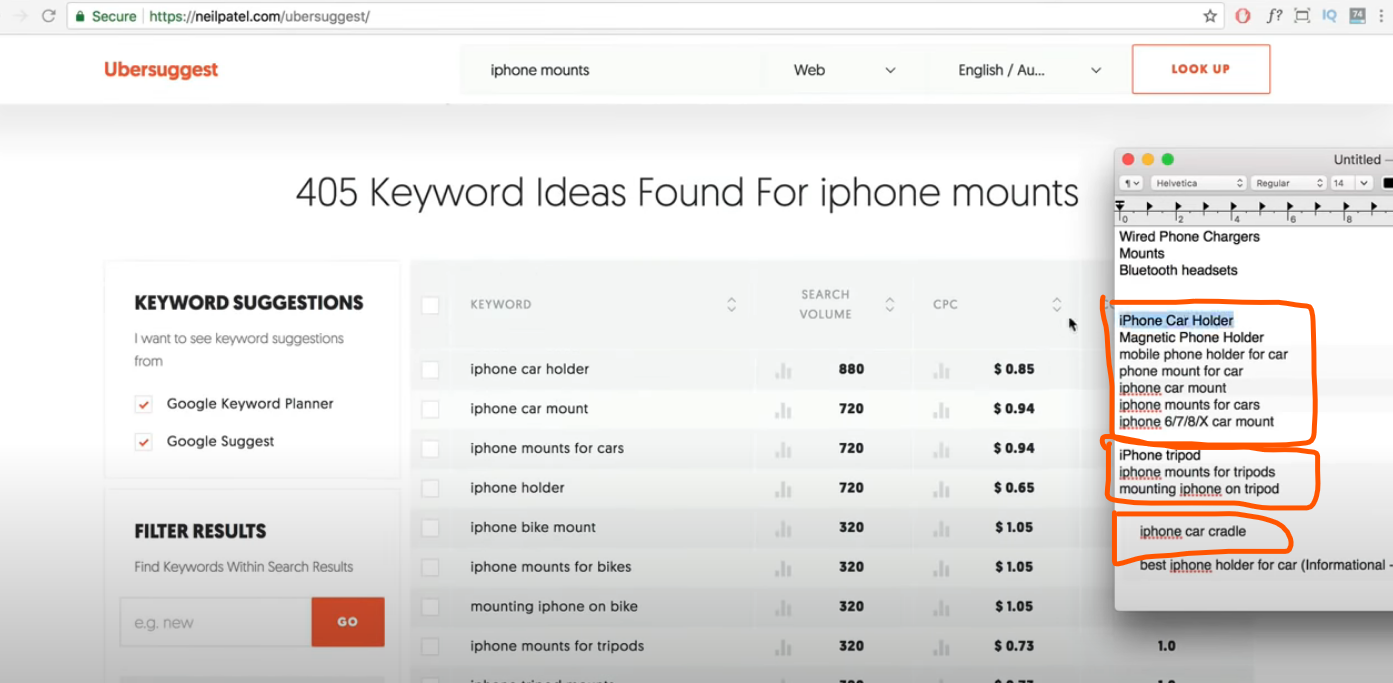 Secure https://neilpatel.com/ubersuggest/
f?
IQ
74
Ubersuggest
iphone mounts
Web
English / Au...
LOOK UP
405 Keyword Ideas Found For iphone mounts
KEYWORD SUGGESTIONS
I want to see keyword suggestions
from
Google Keyword Planner
Google Suggest
FILTER RESULTS
Find Keywords Within Search Results
e.g. new
GO
KEYWORD
SEARCH
VOLUME
CPC
iphone car holder 880 $ 0.85
iphone car mount 720 $ 0.94
iphone mounts for cars 720 $ 0.94
iphone holder 720 $ 0.65
iphone bike mount 320 $ 1.05
iphone mounts for bikes 320 $ 1.05
mounting iphone on bike 320 $ 1.05
iphone mounts for tripods 320 $ 0.73 1.0
Untitled —
Helvetica Regular 14
0 2 4 6 8
Wired Phone Chargers
Mounts
Bluetooth headsets
iPhone Car Holder
Magnetic Phone Holder
mobile phone holder for car
phone mount for car
iphone car mount
iphone mounts for cars
iphone 6/7/8/X car mount
iPhone tripod
iphone mounts for tripods
mounting iphone on tripod
iphone car cradle
best iphone holder for car (Informational -